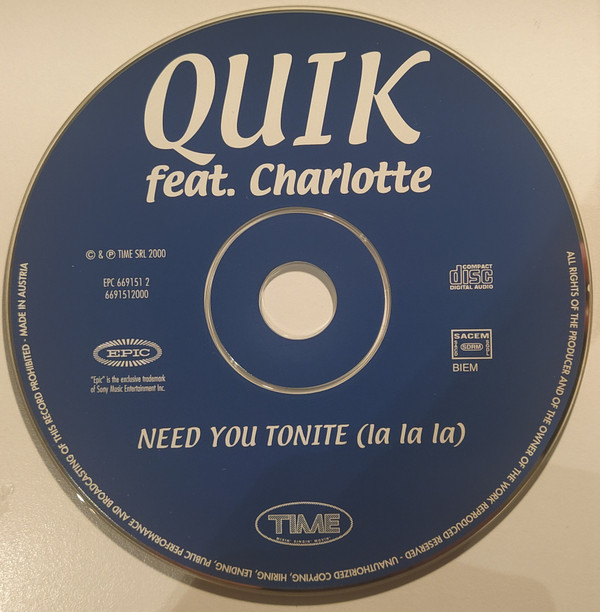 QUIK
feat. Charlotte
© & ℗ TIME SRL 2000
EPC 669151 2
6691512000
COMPACT
disc
DIGITAL AUDIO
EPIC
"Epic" is the exclusive trademark
of Sony Music Entertainment Inc.
SACEM
SDRM
BIEM
NEED YOU TONITE (la la la)
TIME
ALL RIGHTS OF THE PRODUCER AND OF THE OWNER OF THE WORK REPRODUCED RESERVED - UNAUTHORIZED COPYING, HIRING, LENDING, PUBLIC PERFORMANCE AND BROADCASTING OF THIS RECORD PROHIBITED - MADE IN AUSTRIA